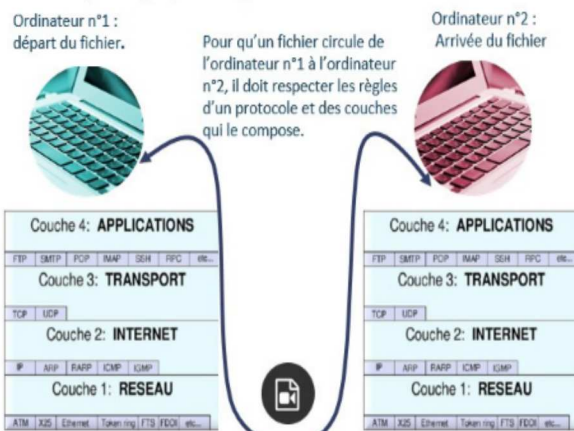 Ordinateur n°1 :
départ du fichier.
Pour qu'un fichier circule de
l'ordinateur n°1 à l'ordinateur
n°2, il doit respecter les règles
d'un protocole et des couches
qui le compose.
Ordinateur n°2 :
Arrivée du fichier
Couche 4: APPLICATIONS
FTP SMTP POP IMAP SSH RPC etc...
Couche 3: TRANSPORT
TCP UDP
Couche 2: INTERNET
IP ARP RARP ICMP IGMP
Couche 1: RESEAU
ATM X25 Ethernet Token ring FTS FDDI etc...
Couche 4: APPLICATIONS
FTP SMTP POP IMAP SSH RPC etc...
Couche 3: TRANSPORT
TCP UDP
Couche 2: INTERNET
IP ARP RARP ICMP IGMP
Couche 1: RESEAU
ATM X25 Ethernet Token ring FTS FDDI etc...